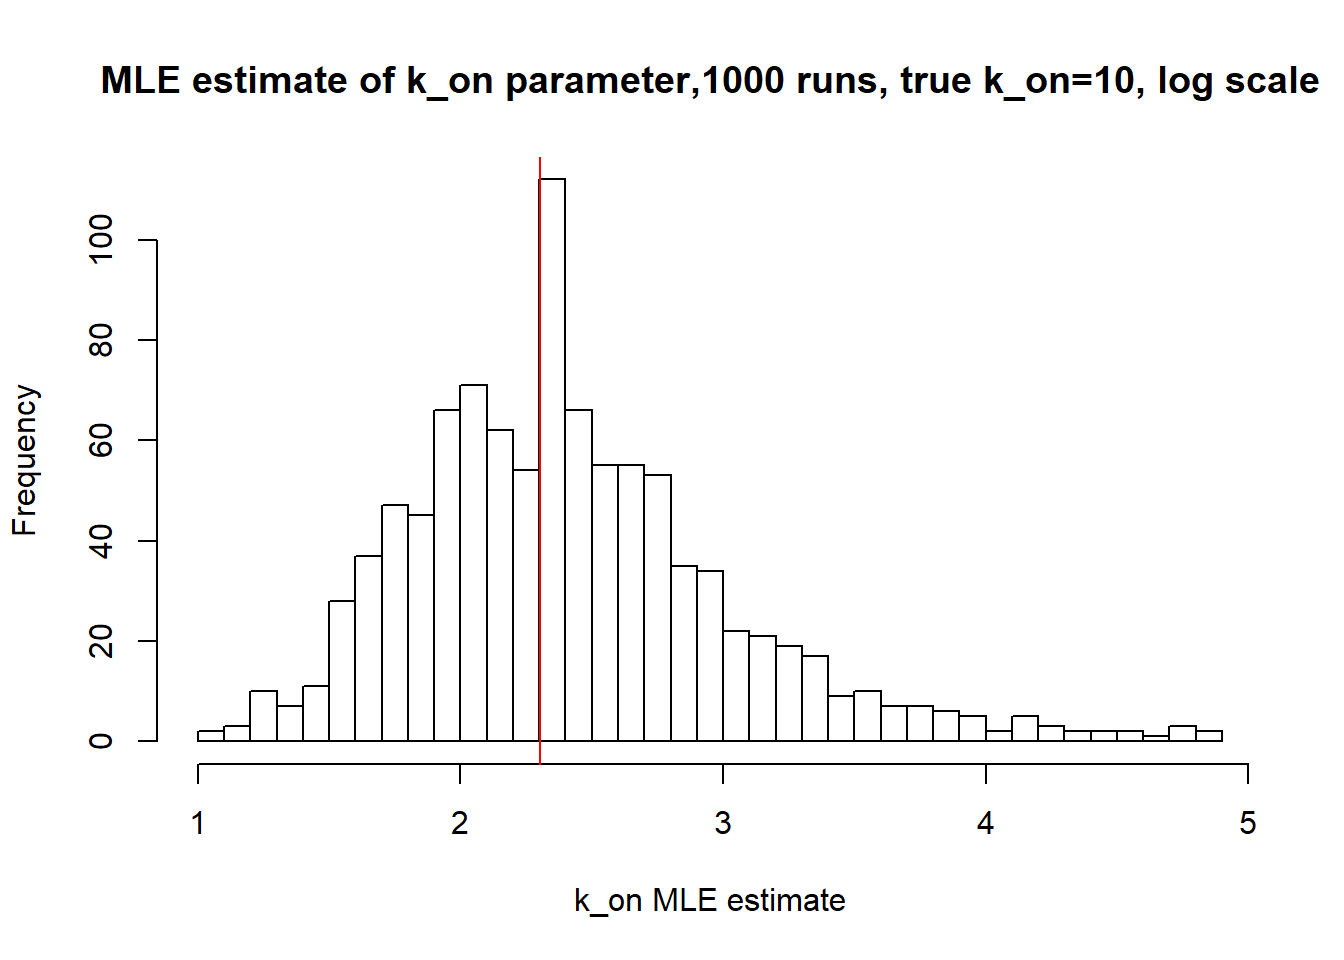 MLE estimate of k_on parameter,1000 runs, true k_on=10, log scale
Frequency
100
80
60
40
20
0
1 2 3 4 5
k_on MLE estimate